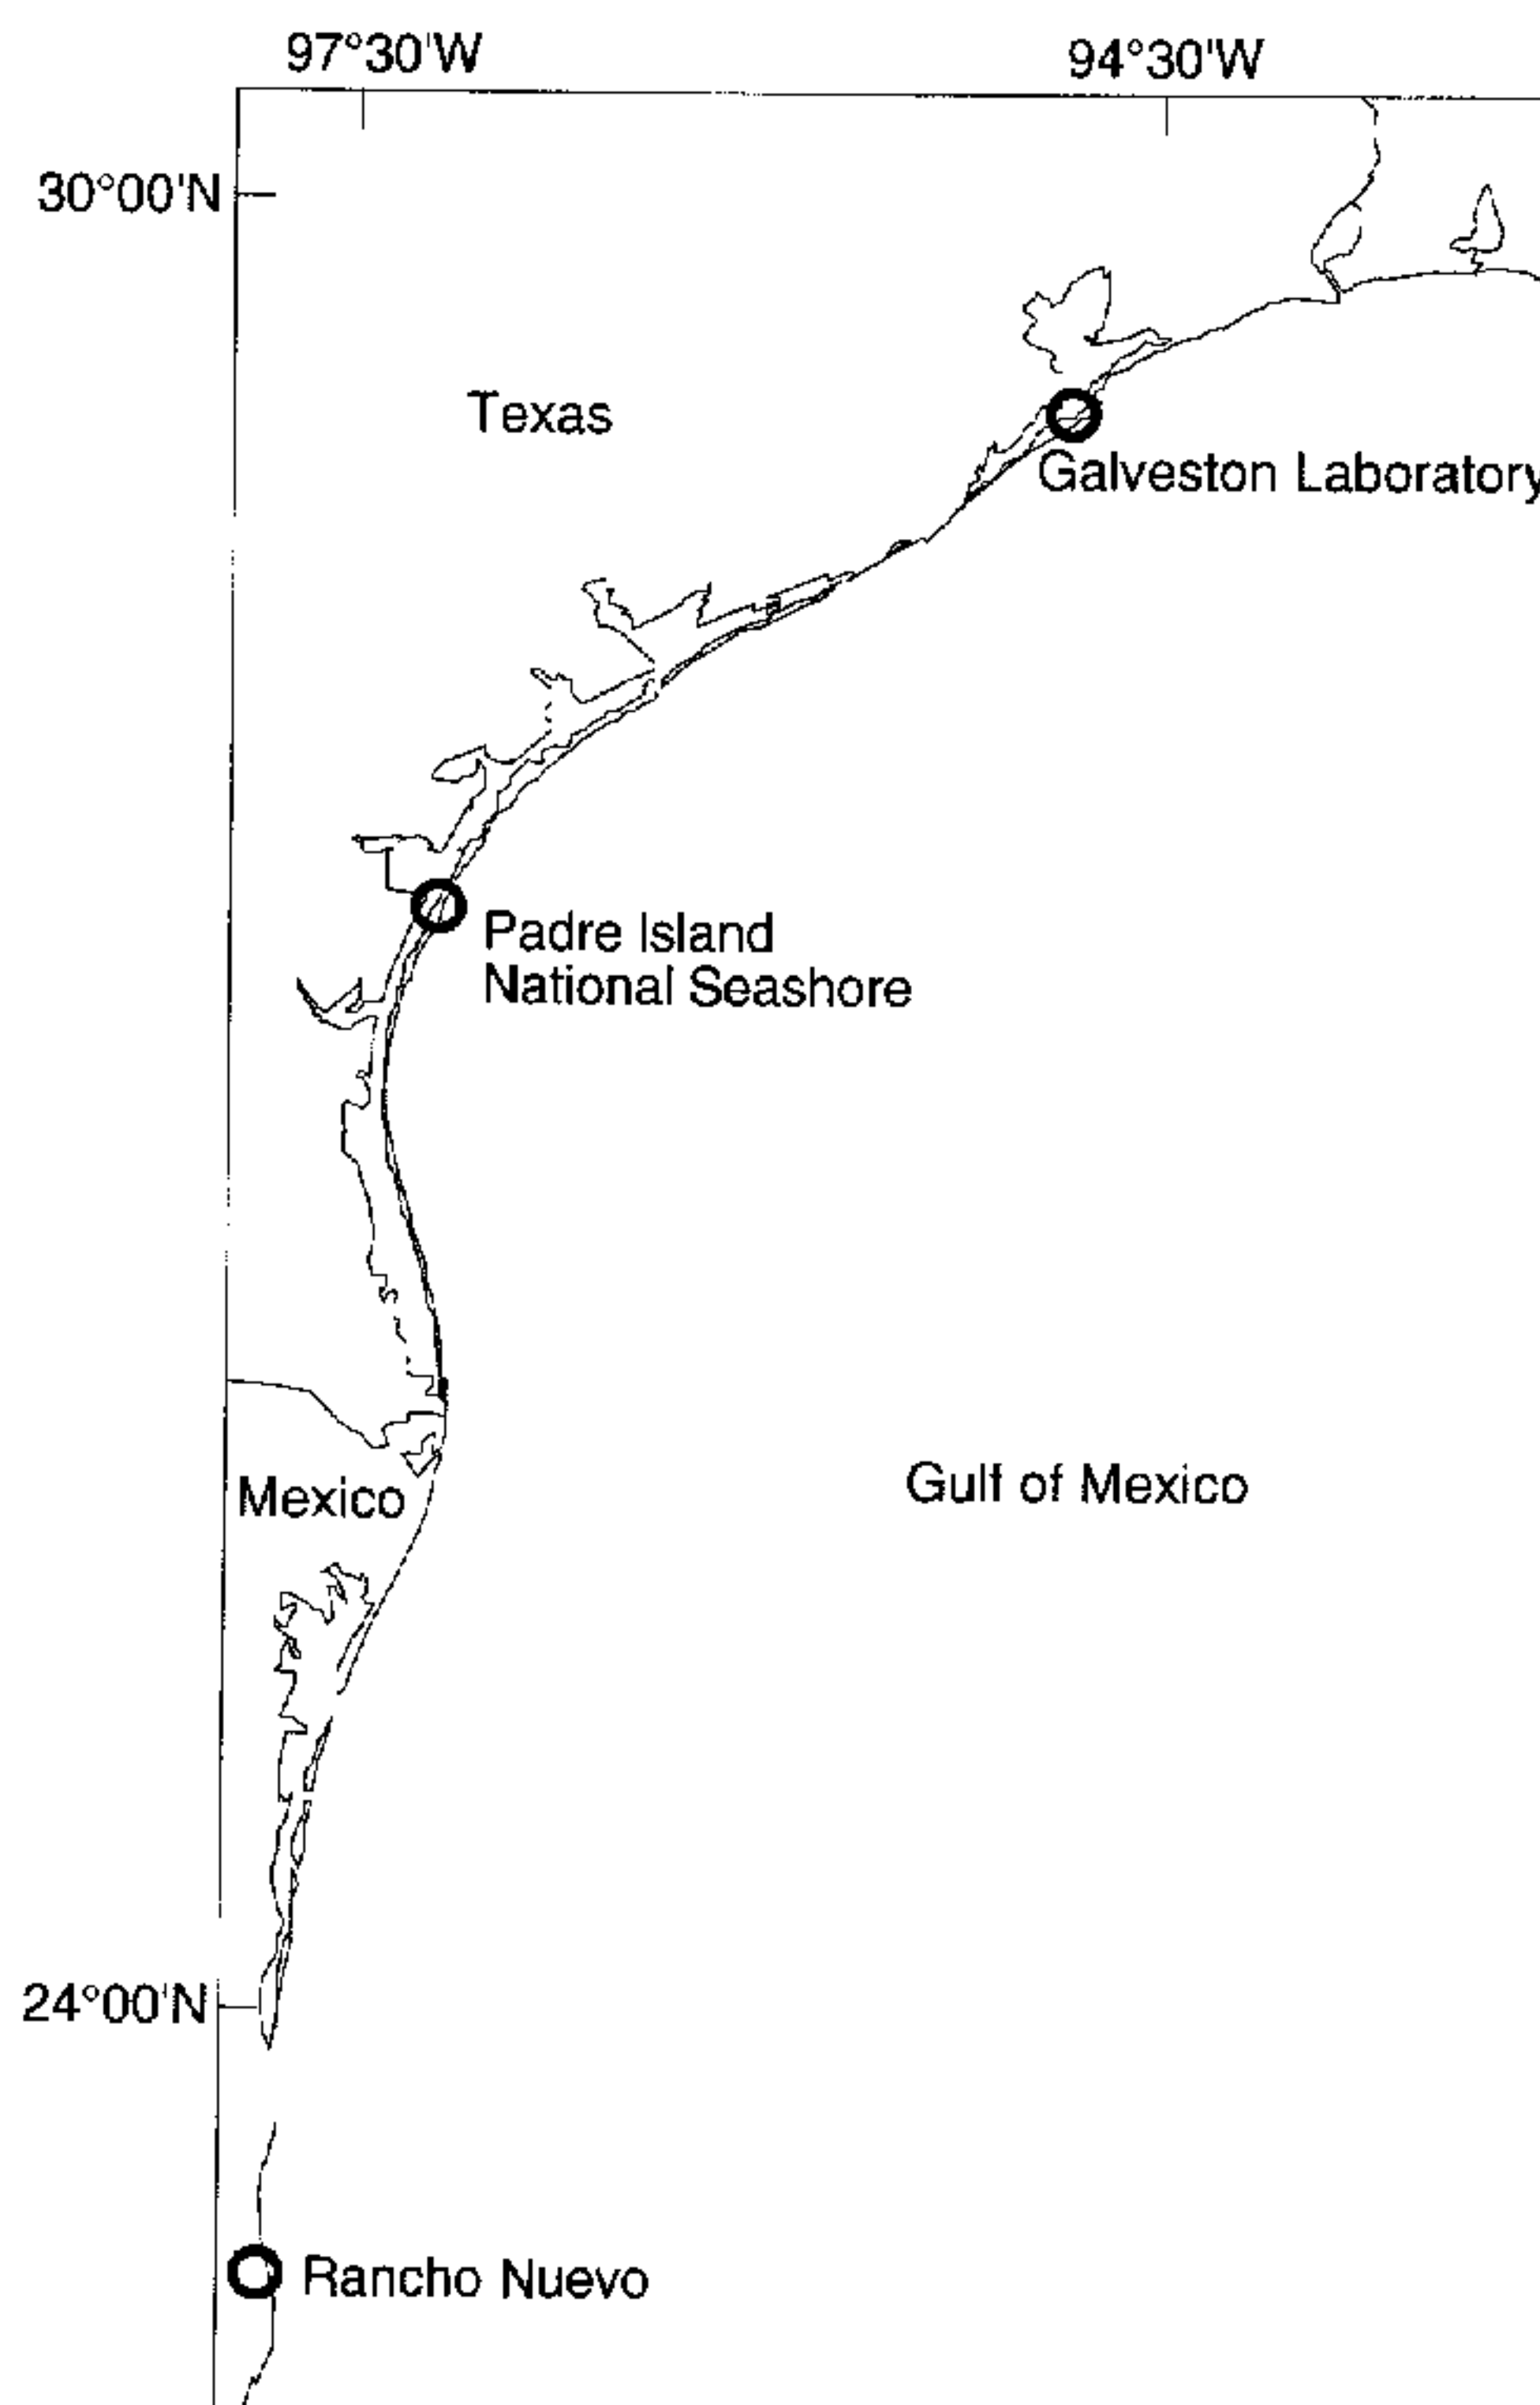 97°30'W
94°30'W
30°00'N
Texas
Galveston Laboratory
Padre Island
National Seashore
Mexico
Gulf of Mexico
24°00'N
Rancho Nuevo